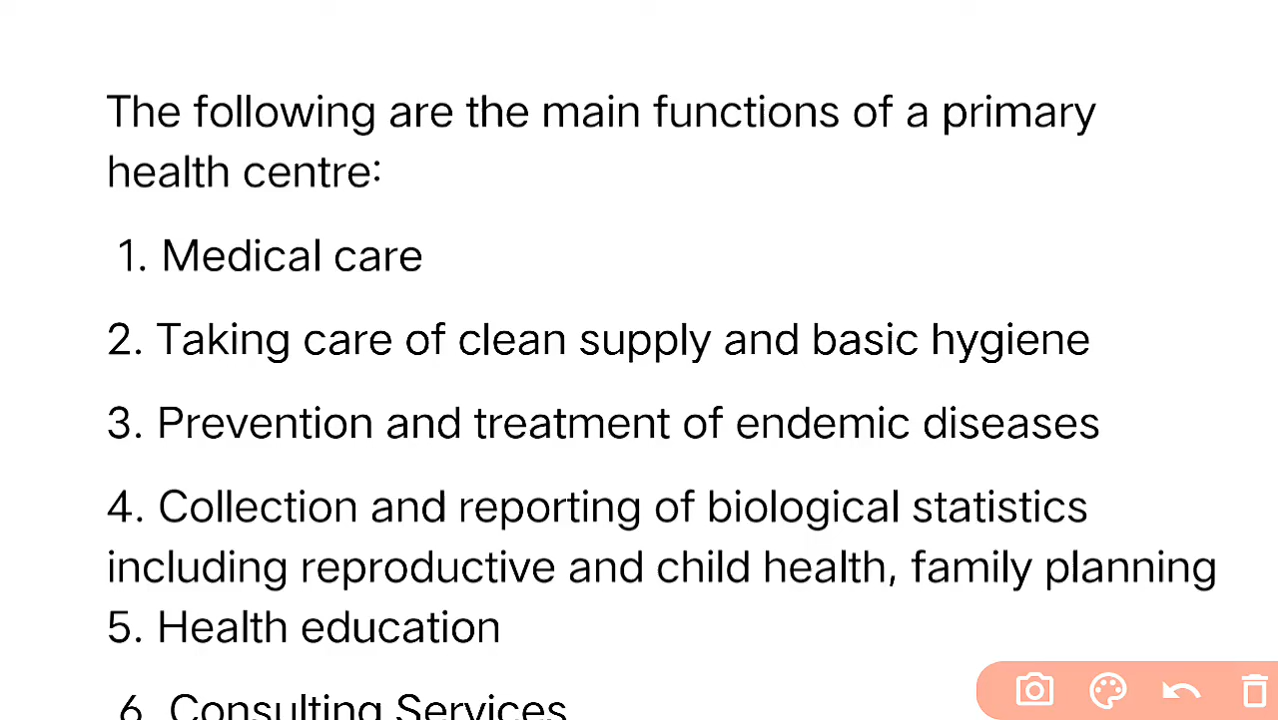 The following are the main functions of a primary
health centre:
1. Medical care
2. Taking care of clean supply and basic hygiene
3. Prevention and treatment of endemic diseases
4. Collection and reporting of biological statistics
including reproductive and child health, family planning
5. Health education
6. Consulting Services